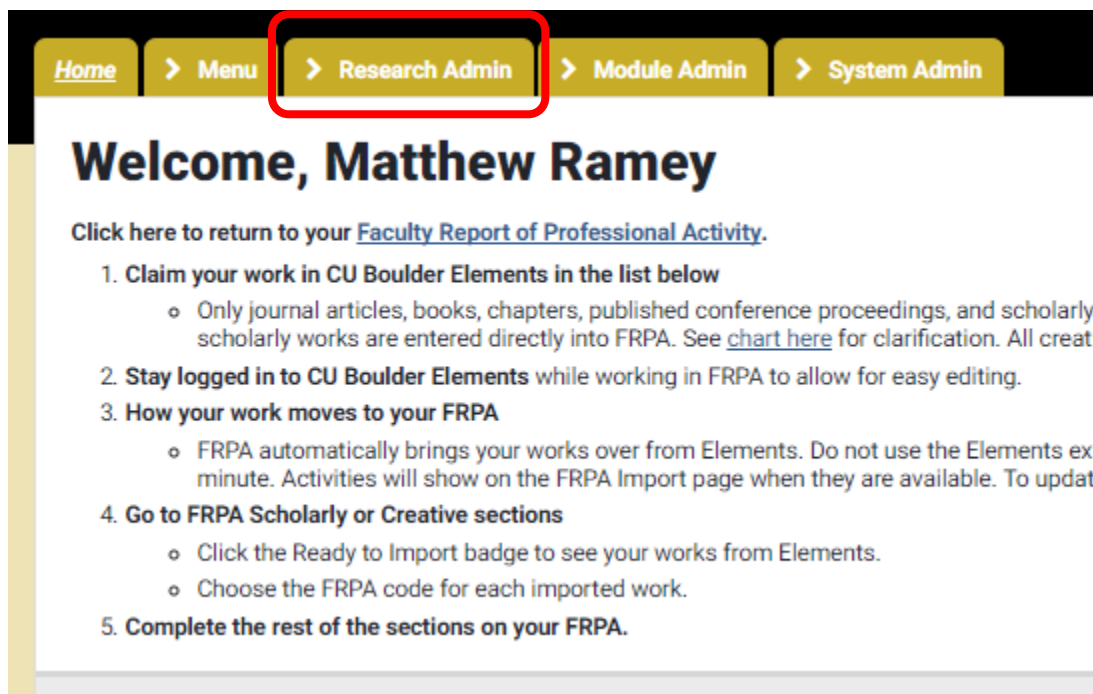 Home > Menu > Research Admin > Module Admin > System Admin
Welcome, Matthew Ramey
Click here to return to your Faculty Report of Professional Activity.
1. Claim your work in CU Boulder Elements in the list below
Only journal articles, books, chapters, published conference proceedings, and scholarly
scholarly works are entered directly into FRPA. See chart here for clarification. All creat
2. Stay logged in to CU Boulder Elements while working in FRPA to allow for easy editing.
3. How your work moves to your FRPA
FRPA automatically brings your works over from Elements. Do not use the Elements ex
minute. Activities will show on the FRPA Import page when they are available. To updat
4. Go to FRPA Scholarly or Creative sections
Click the Ready to Import badge to see your works from Elements.
Choose the FRPA code for each imported work.
5. Complete the rest of the sections on your FRPA.